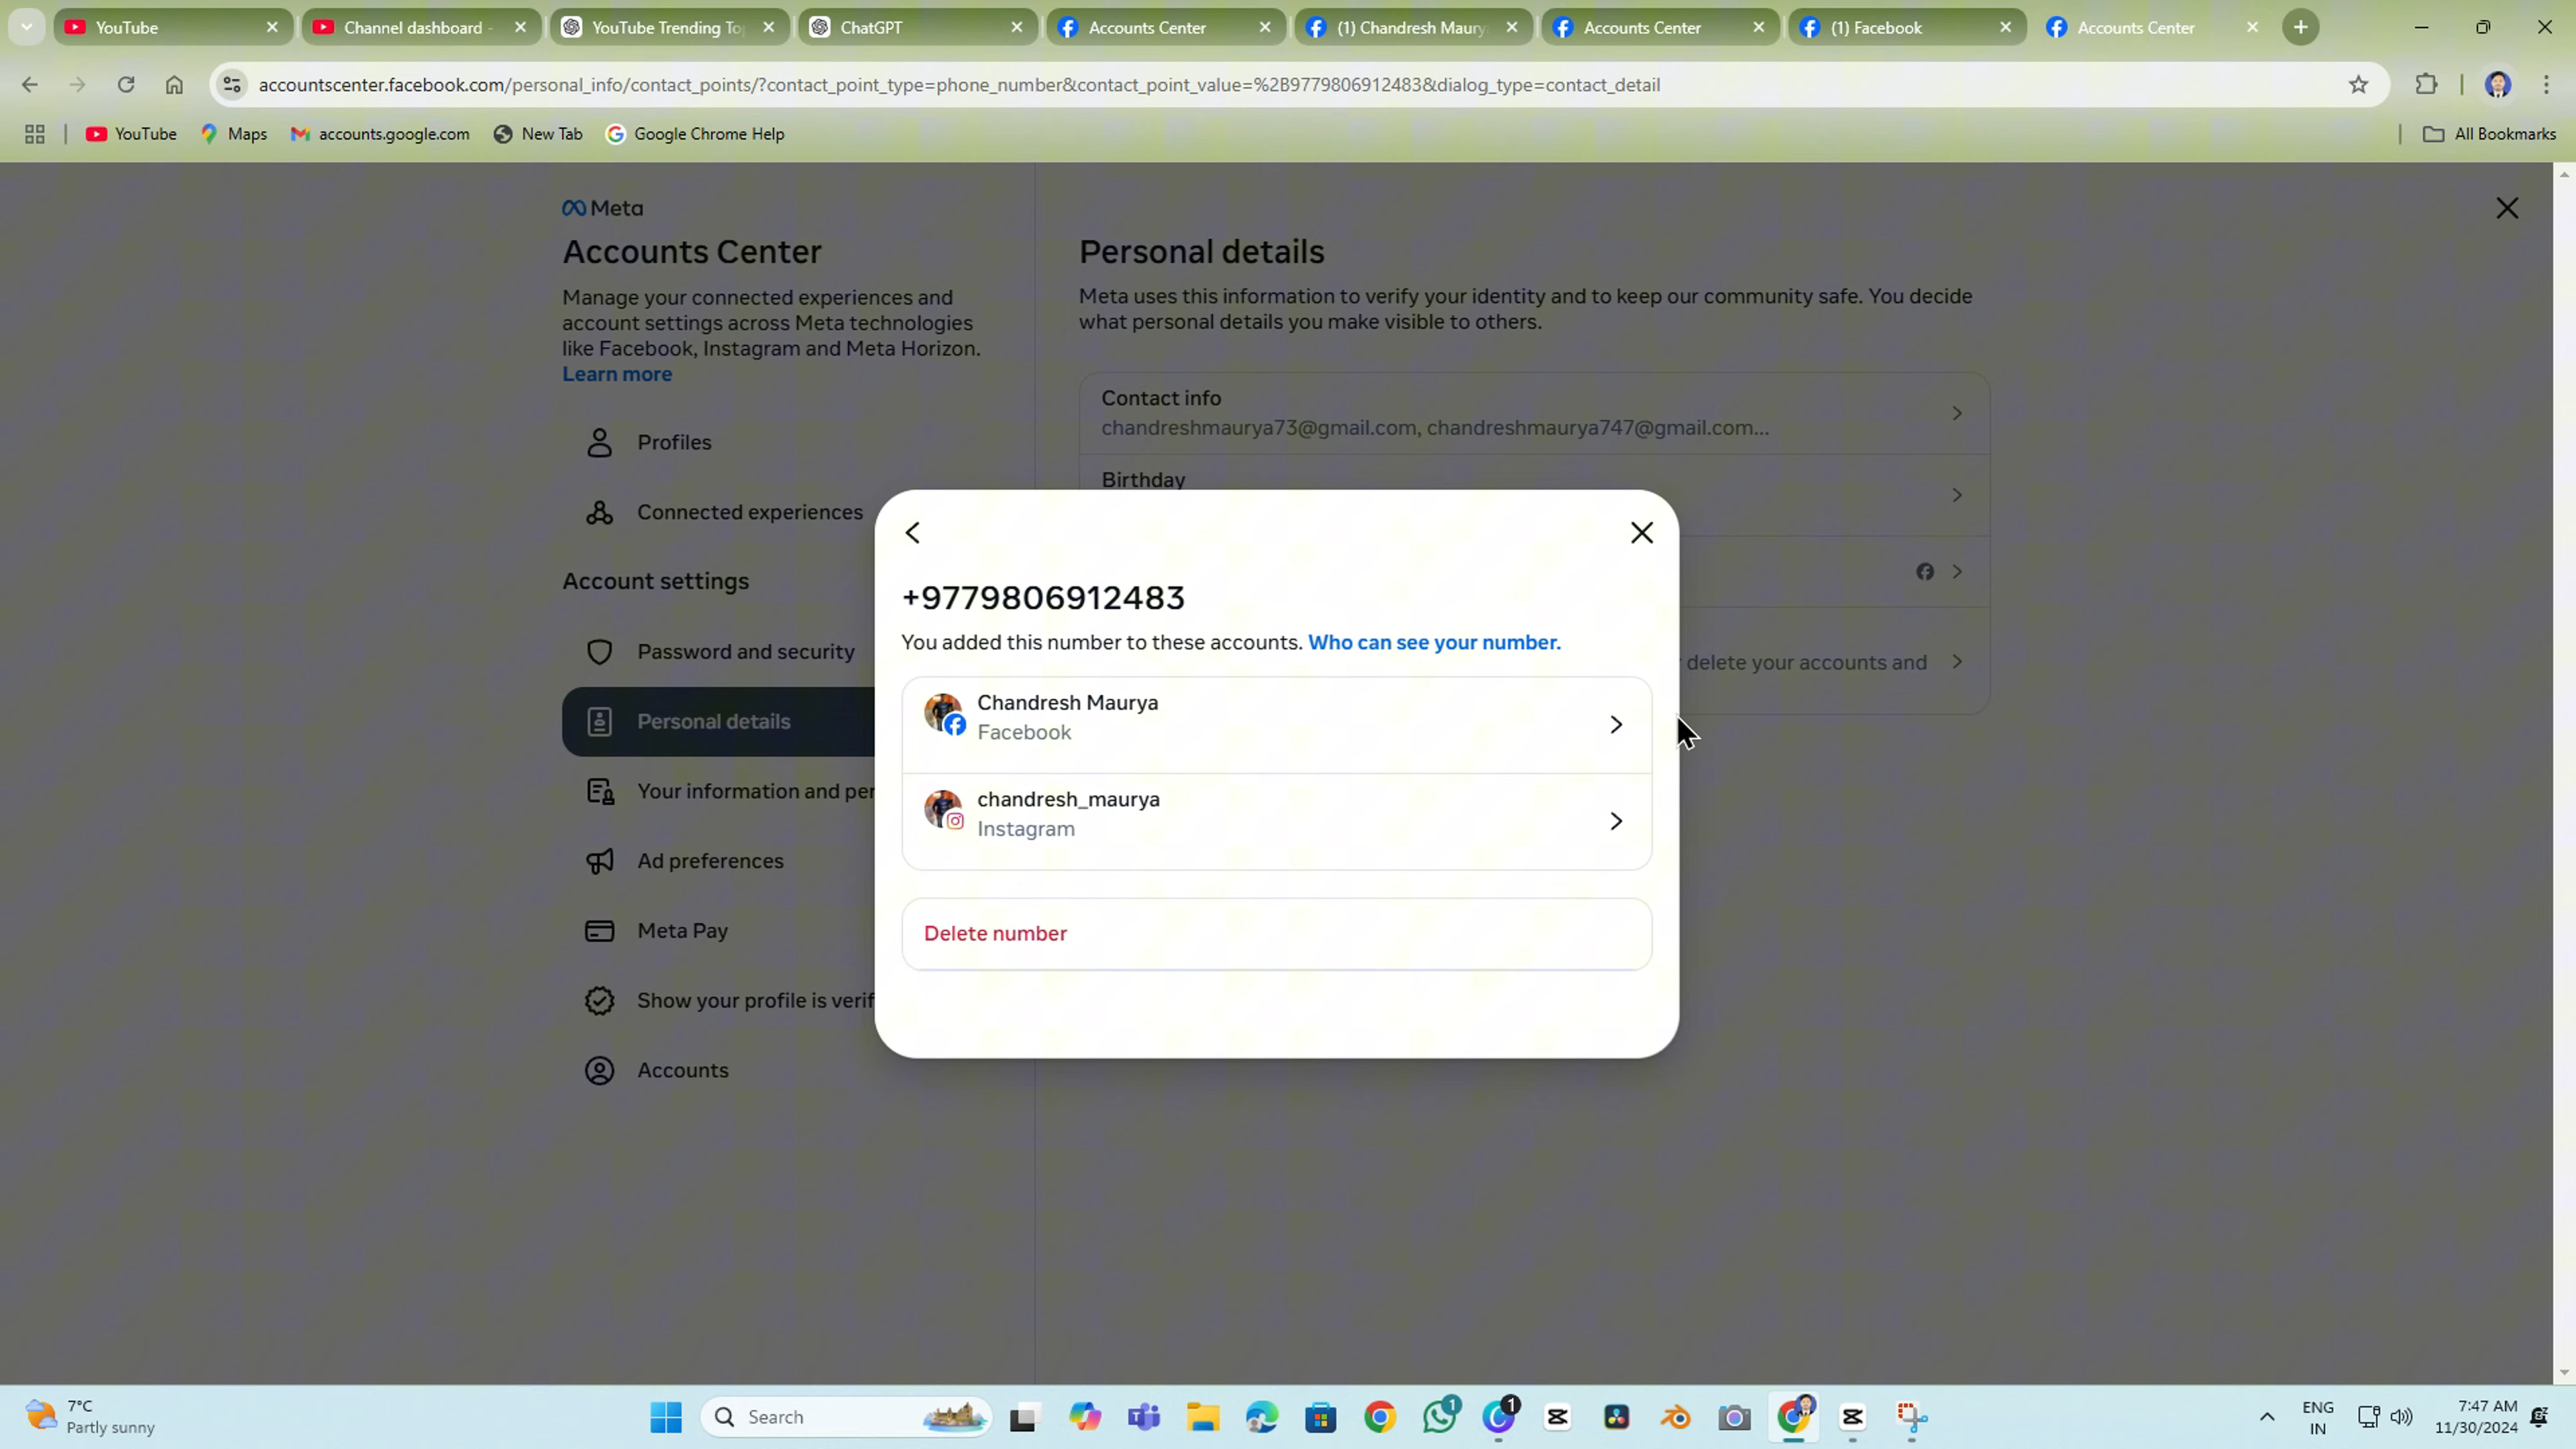 YouTube
Channel dashboard -
YouTube Trending To
ChatGPT
Accounts Center
(1) Chandresh Maury
Accounts Center
(1) Facebook
Accounts Center
accountscenter.facebook.com/personal_info/contact_points/?contact_point_type=phone_number&contact_point_value=%2B9779806912483&dialog_type=contact_detail
YouTube
Maps
accounts.google.com
New Tab
Google Chrome Help
All Bookmarks
Meta
Accounts Center
Manage your connected experiences and
account settings across Meta technologies
like Facebook, Instagram and Meta Horizon.
Learn more
Profiles
Connected experiences
Account settings
Password and security
Personal details
Your information and per
Ad preferences
Meta Pay
Show your profile is verif
Accounts
Personal details
Meta uses this information to verify your identity and to keep our community safe. You decide
what personal details you make visible to others.
Contact info
chandreshmaurya73@gmail.com, chandreshmaurya747@gmail.com...
Birthday
delete your accounts and
+9779806912483
You added this number to these accounts. Who can see your number.
Chandresh Maurya
Facebook
chandresh_maurya
Instagram
Delete number
7°C
Partly sunny
Search
1
1
ENG
IN
7:47 AM
11/30/2024